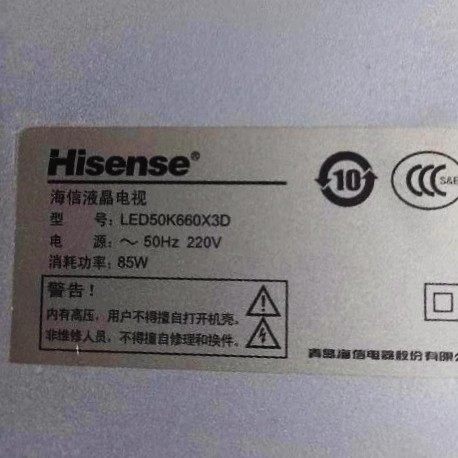 Hisense®
10
CCC S&E
海信液晶电视
型 号: LED50K660X3D
电 源: ～ 50Hz 220V
消耗功率: 85W
警告!
内有高压，用户不得擅自打开机壳。
非维修人员，不得擅自修理和换件。
青岛海信电器股份有限公